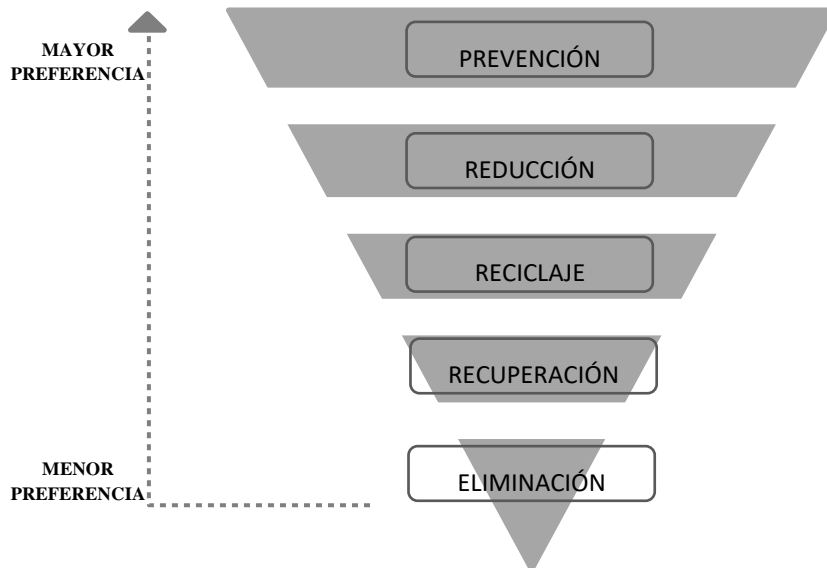 MAYOR
PREFERENCIA
PREVENCIÓN
REDUCCIÓN
RECICLAJE
RECUPERACIÓN
MENOR
PREFERENCIA
ELIMINACIÓN